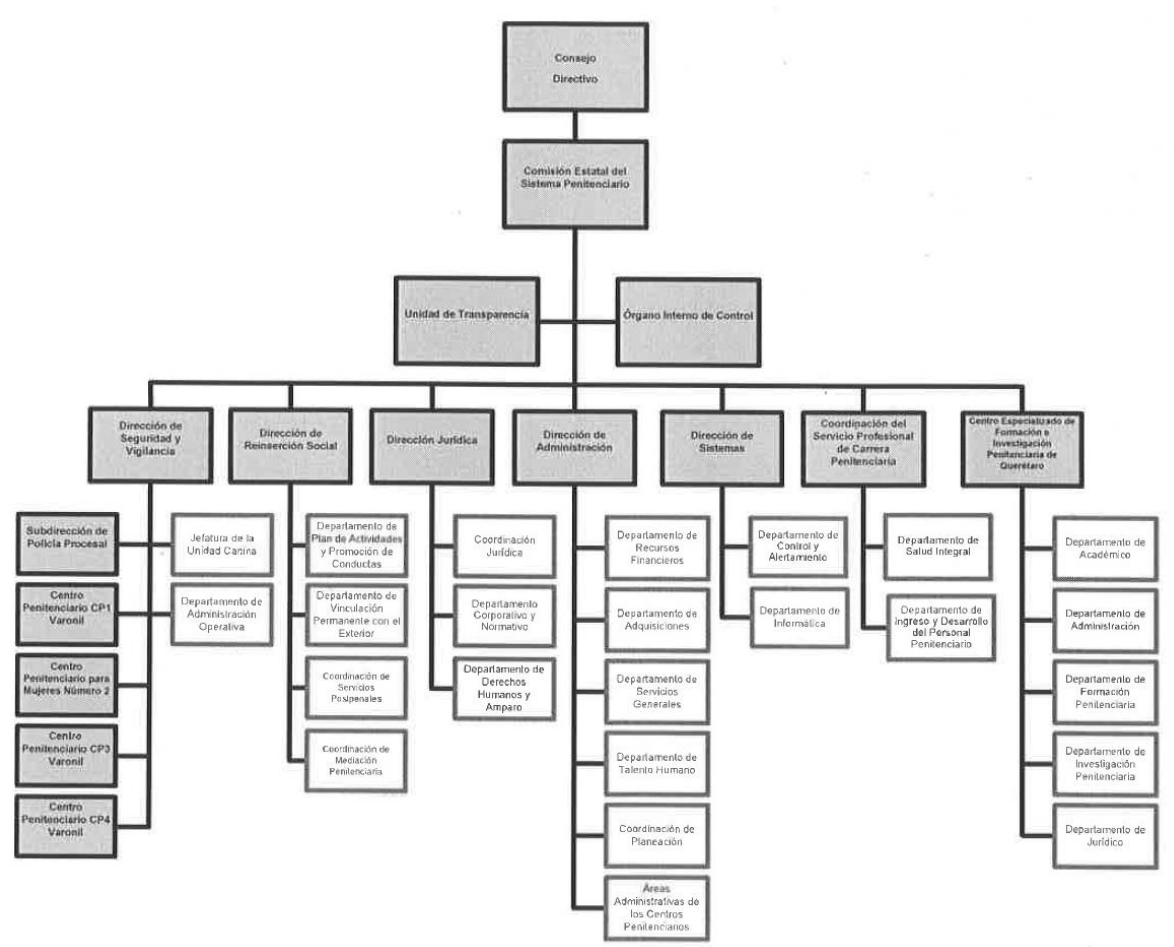 Consejo
Directivo
Comisión Estatal del
Sistema Penitenciario
Unidad de Transparencia
Órgano Interno de Control
Dirección de
Seguridad y
Vigilancia
Dirección de
Reinserción Social
Dirección Jurídica
Dirección de
Administración
Dirección de
Sistemas
Coordinación del
Servicio Profesional
de Carrera
Penitenciaria
Centro Especializado de
Formación e
Investigación
Penitenciaria de
Querétaro
Subdirección de
Policía Procesal
Centro
Penitenciario CP1
Varonil
Centro
Penitenciario para
Mujeres Número 2
Centro
Penitenciario CP3
Varonil
Centro
Penitenciario CP4
Varonil
Jefatura de la
Unidad Canina
Departamento de
Administración
Operativa
Departamento de
Plan de Actividades
y Promoción de
Conductas
Departamento de
Vinculación
Permanente con el
Exterior
Coordinación de
Servicios
Postpenales
Coordinación de
Mediación
Penitenciaria
Coordinación
Jurídica
Departamento
Corporativo y
Normativo
Departamento de
Derechos
Humanos y
Amparo
Departamento de
Recursos
Financieros
Departamento de
Adquisiciones
Departamento de
Servicios
Generales
Departamento de
Talento Humano
Coordinación de
Planeación
Áreas
Administrativas de
los Centros
Penitenciarios
Departamento de
Control y
Alertamiento
Departamento de
Informática
Departamento de
Salud Integral
Departamento de
Ingreso y Desarrollo
del Personal
Penitenciario
Departamento de
Académico
Departamento de
Administración
Departamento de
Formación
Penitenciaria
Departamento de
Investigación
Penitenciaria
Departamento de
Jurídico